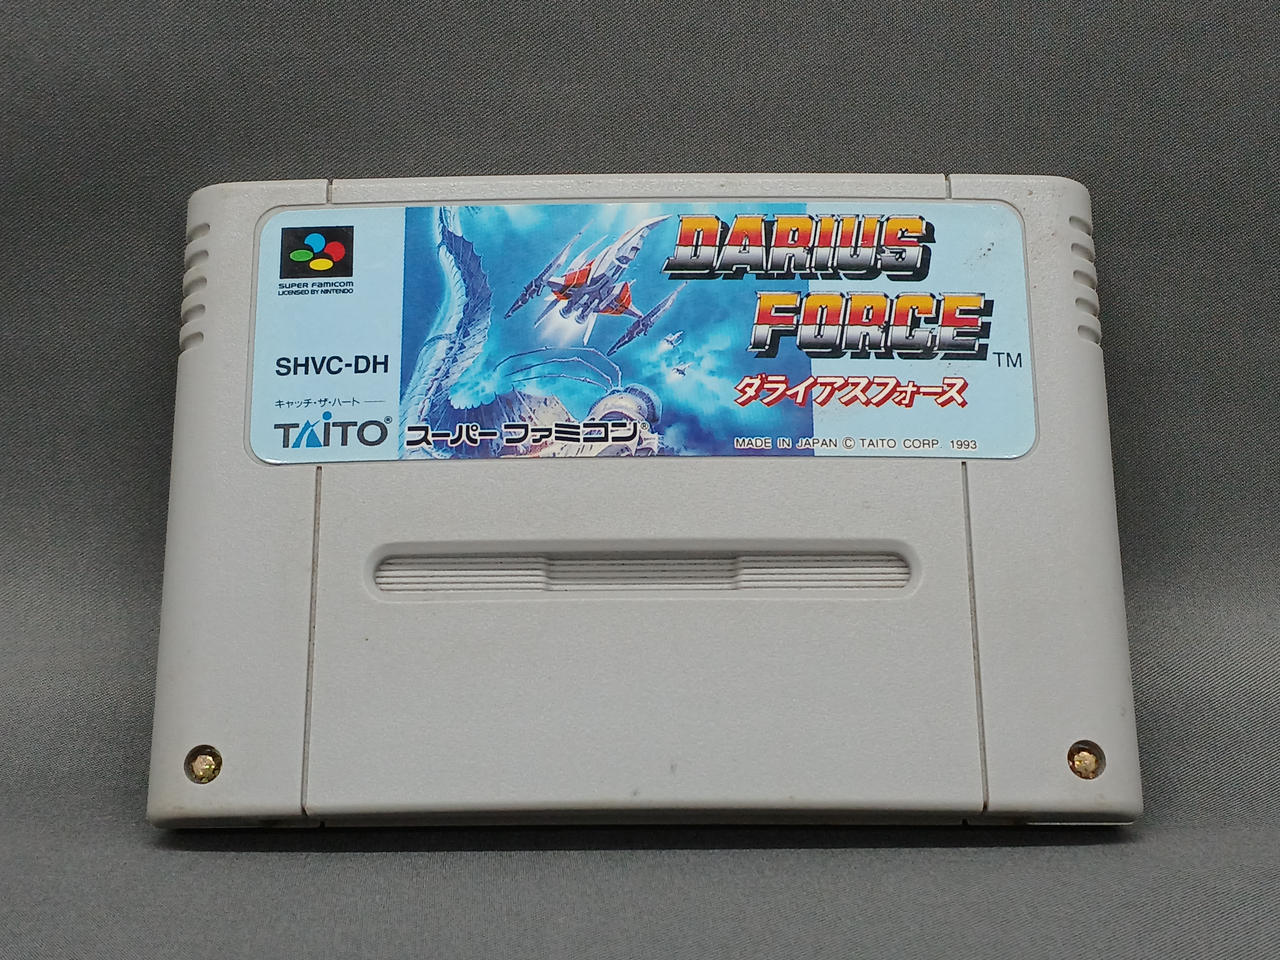 SUPER FAMICOM
LICENSED BY NINTENDO
SHVC-DH
キャッチ・ザ・ハート
TAITO®
スーパーファミコン®
DARIUS
FORCE™
ダライアスフォース
MADE IN JAPAN © TAITO CORP. 1993